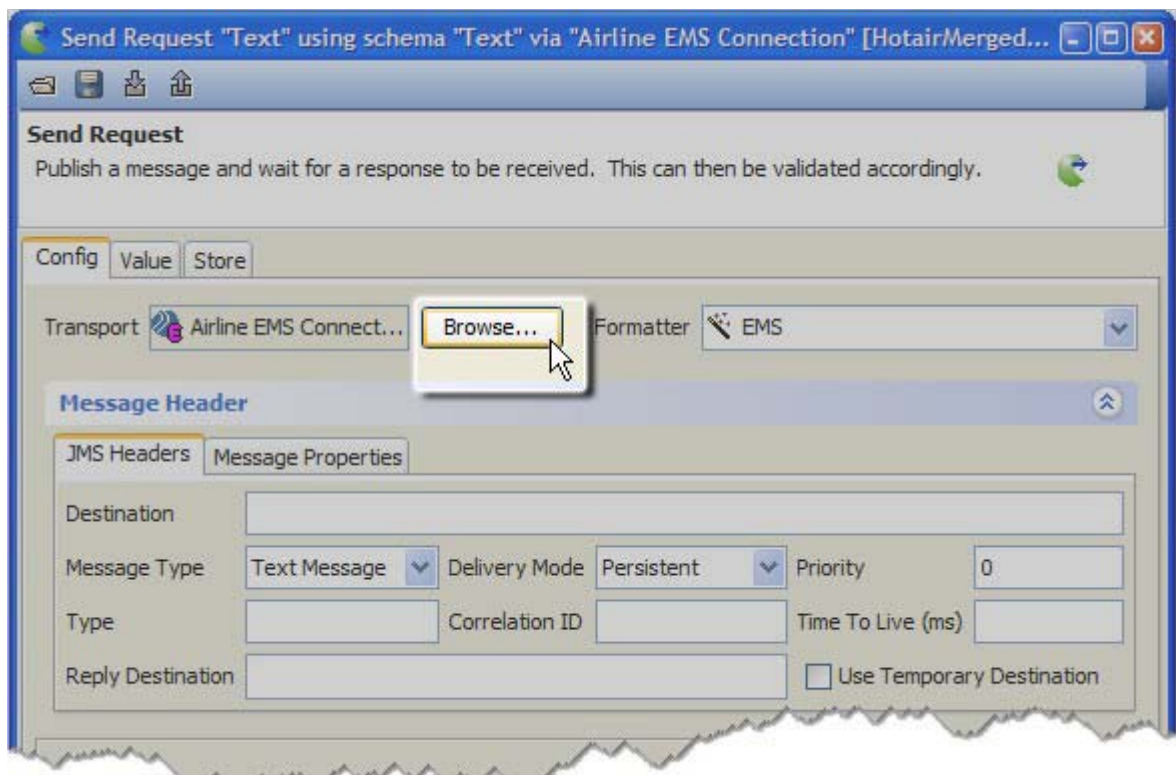 Send Request "Text" using schema "Text" via "Airline EMS Connection" [HotairMerged...
Send Request
Publish a message and wait for a response to be received. This can then be validated accordingly.
Config Value Store
Transport Airline EMS Connect... Browse... Formatter EMS
Message Header
JMS Headers Message Properties
Destination
Message Type Text Message Delivery Mode Persistent Priority 0
Type Correlation ID Time To Live (ms)
Reply Destination Use Temporary Destination